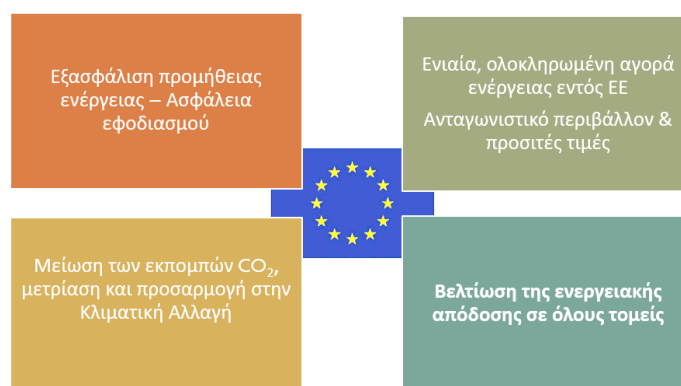 Εξασφάλιση προμήθειας
ενέργειας – Ασφάλεια
εφοδιασμού
Ενιαία, ολοκληρωμένη αγορά
ενέργειας εντός ΕΕ
Ανταγωνιστικό περιβάλλον &
προσιτές τιμές
Μείωση των εκπομπών CO₂,
μετρίαση και προσαρμογή στην
Κλιματική Αλλαγή
Βελτίωση της ενεργειακής
απόδοσης σε όλους τομείς